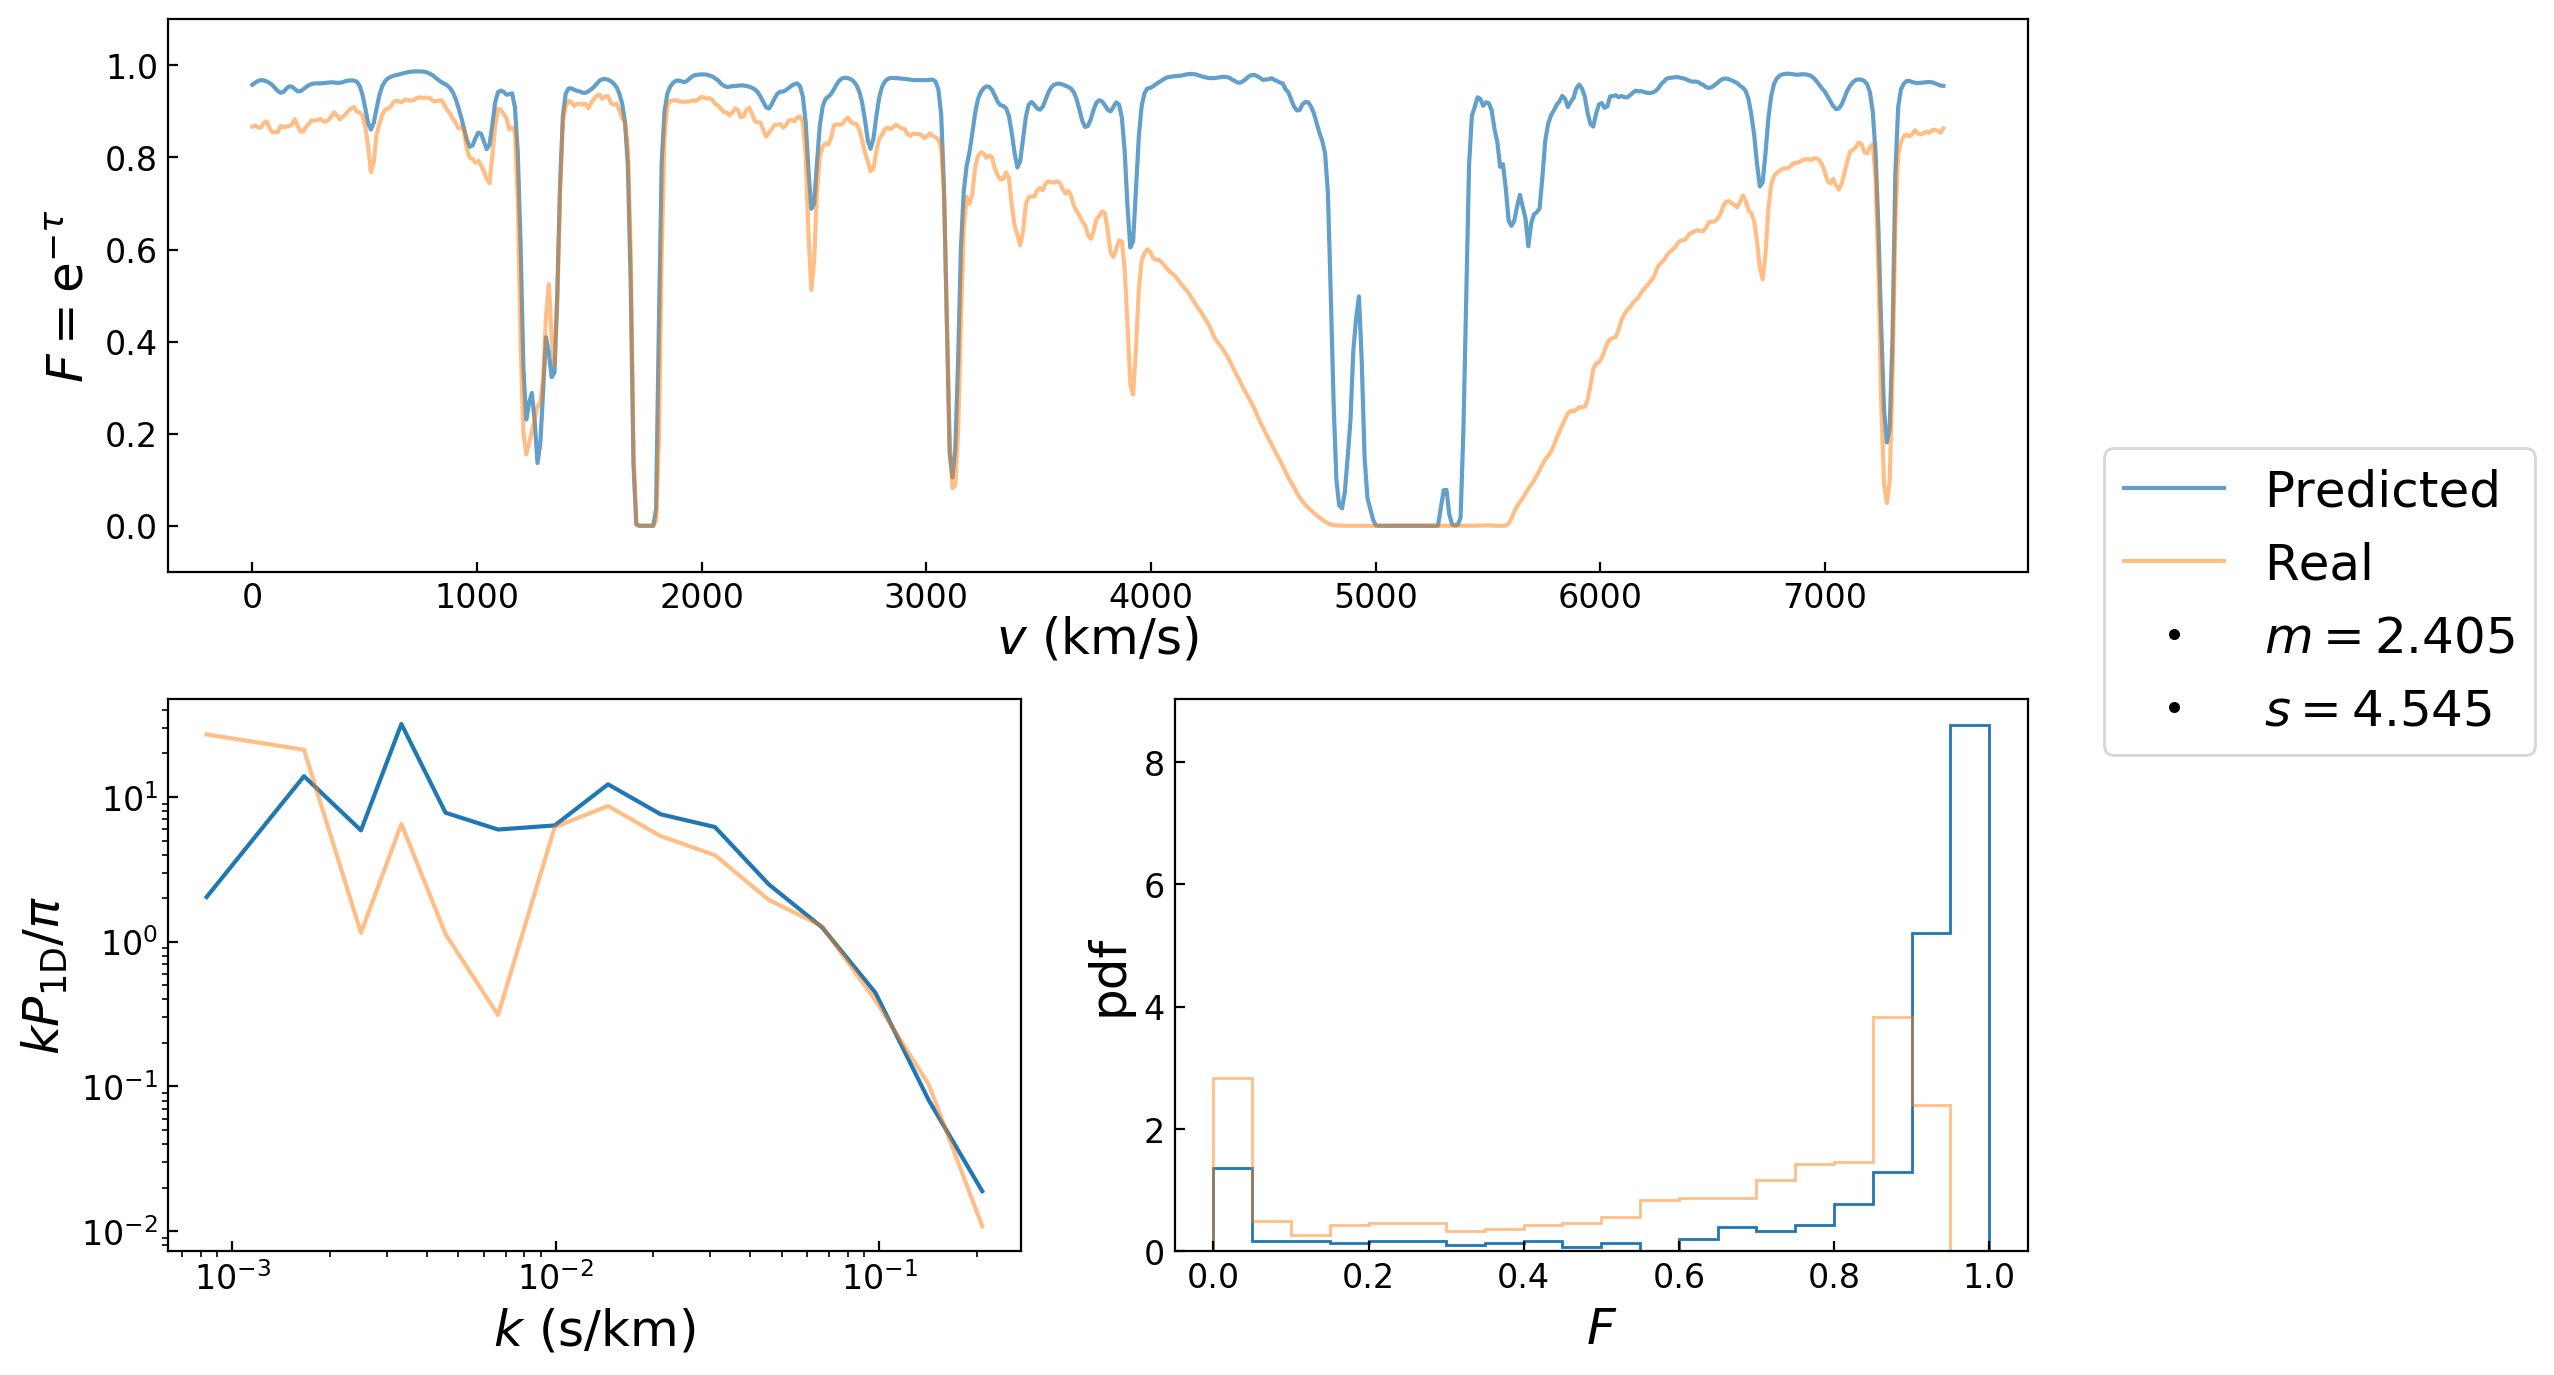 1.0
0.8
0.6
0.4
0.2
0.0
F = e^{-τ}
0 1000 2000 3000 4000 5000 6000 7000
v (km/s)
Predicted
Real
m = 2.405
s = 4.545
10^1
10^0
10^{-1}
10^{-2}
kP_{1D}/π
10^{-3} 10^{-2} 10^{-1}
k (s/km)
8
6
4
2
0
pdf
0.0 0.2 0.4 0.6 0.8 1.0
F